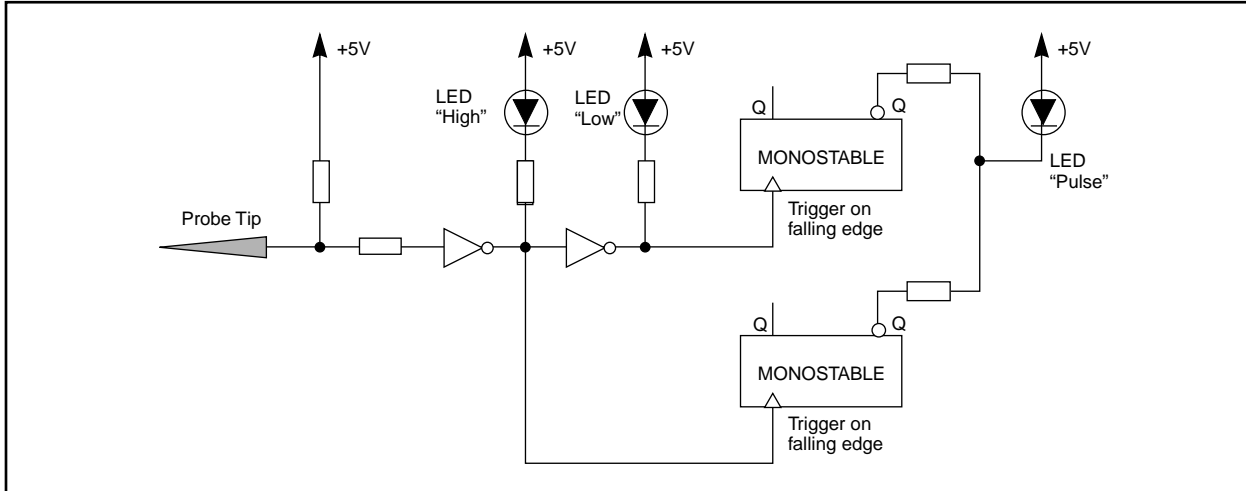 +5V
+5V
+5V
+5V
LED
“High”
LED
“Low”
Q
Q
MONOSTABLE
LED
“Pulse”
Trigger on
falling edge
Probe Tip
Q
Q
MONOSTABLE
Trigger on
falling edge